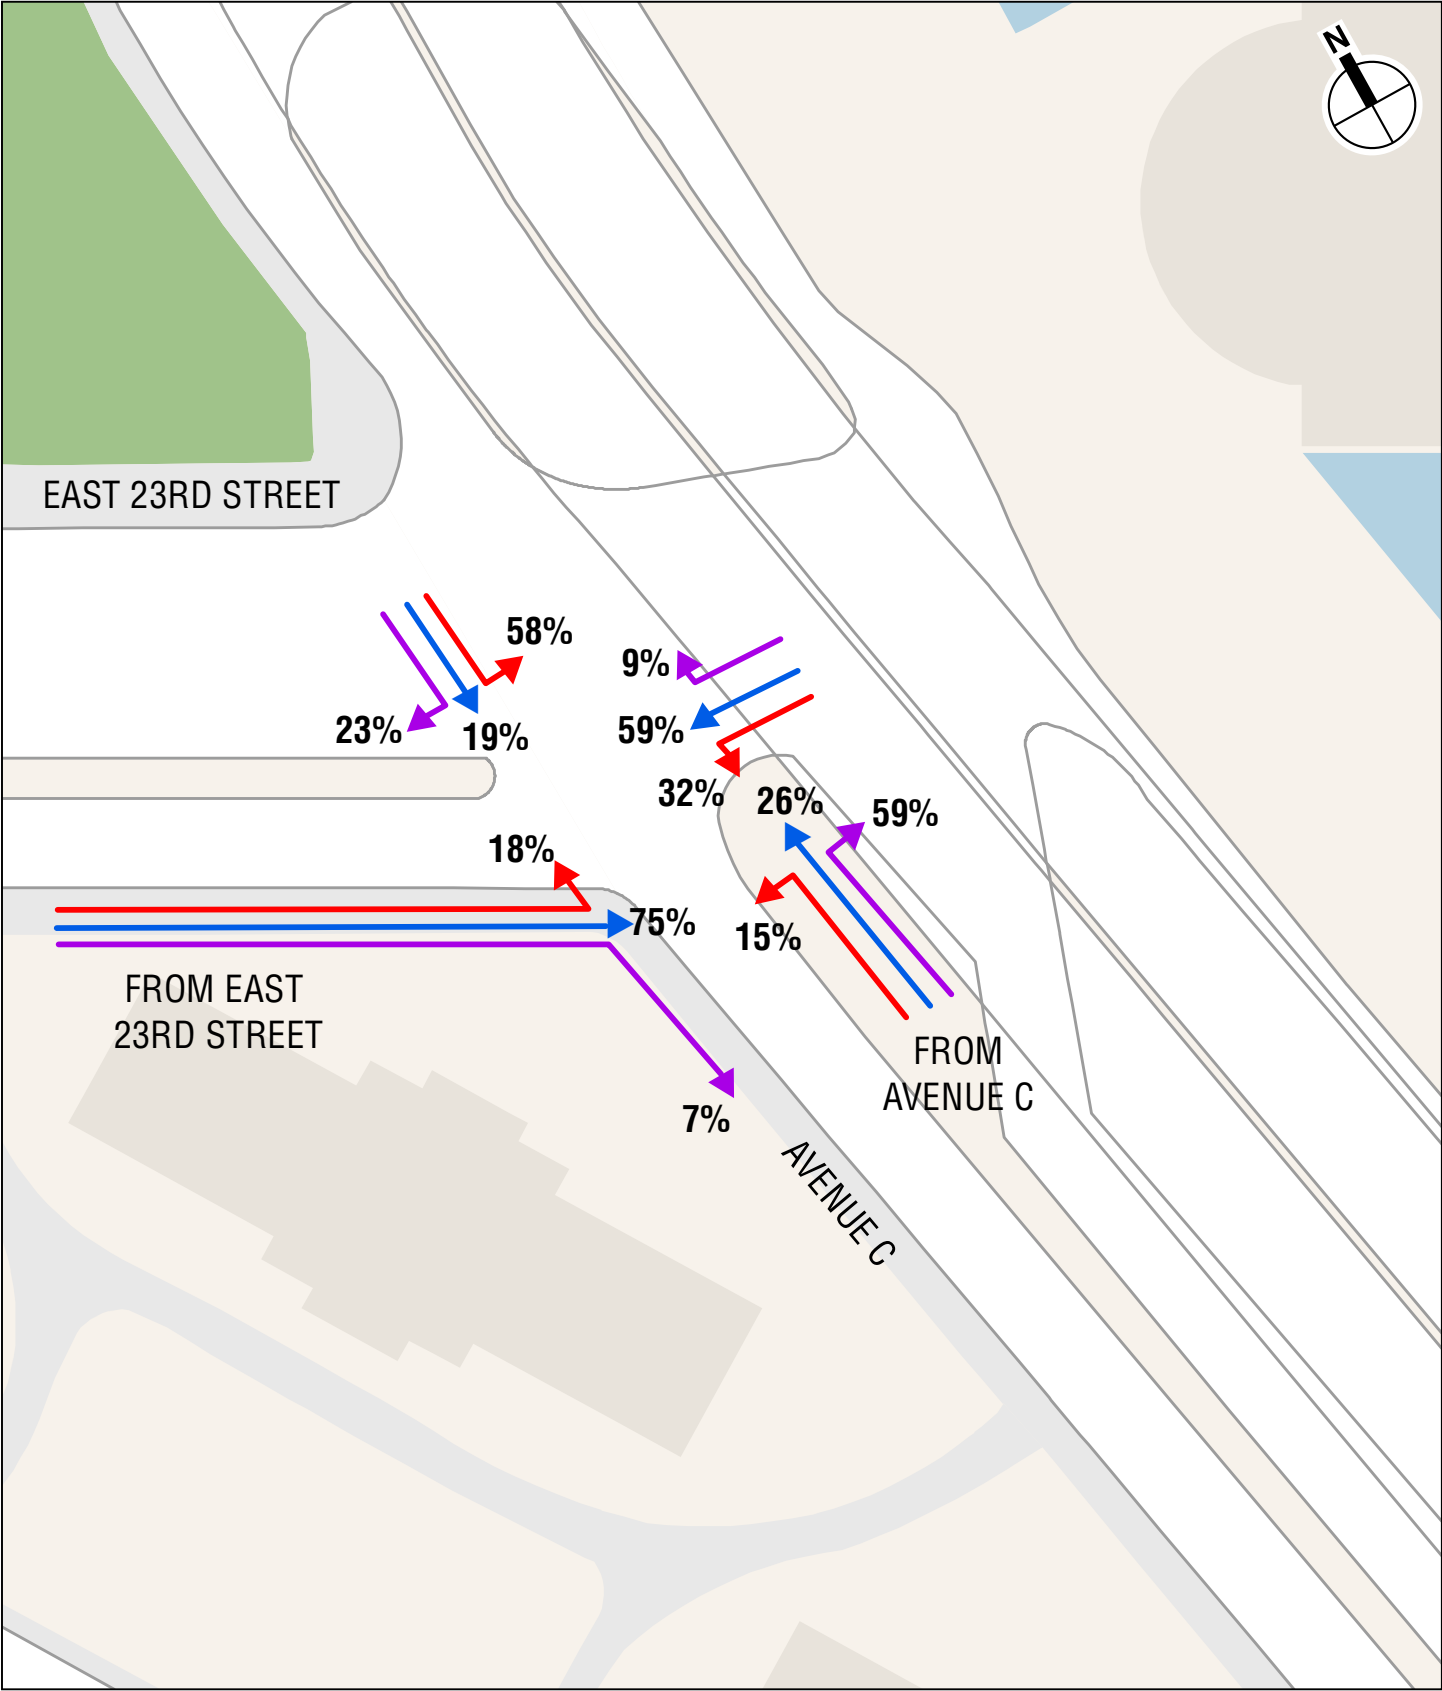 N
EAST 23RD STREET
58%
9%
23%
19%
59%
32%
26%
59%
18%
75%
15%
FROM EAST
23RD STREET
FROM
AVENUE C
7%
AVENUE C